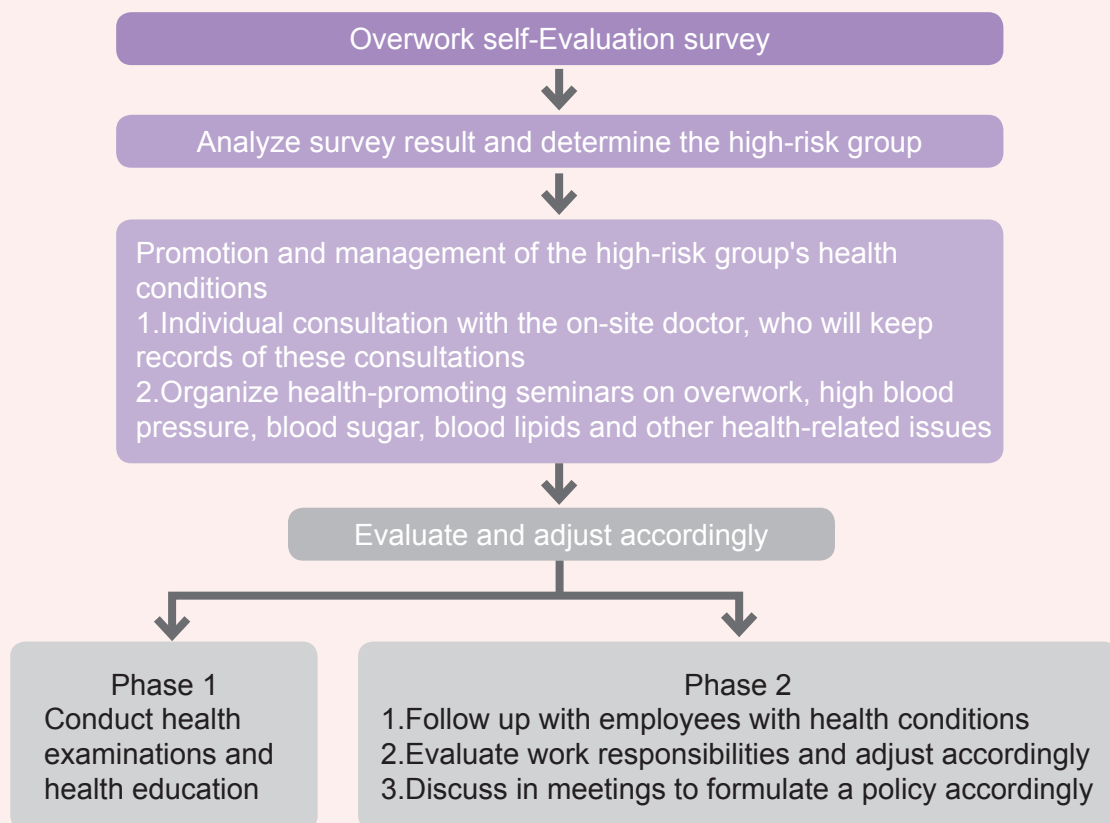 Overwork self-Evaluation survey
Analyze survey result and determine the high-risk group
Promotion and management of the high-risk group's health
conditions
1.Individual consultation with the on-site doctor, who will keep
records of these consultations
2.Organize health-promoting seminars on overwork, high blood
pressure, blood sugar, blood lipids and other health-related issues
Evaluate and adjust accordingly
Phase 1
Conduct health
examinations and
health education
Phase 2
1.Follow up with employees with health conditions
2.Evaluate work responsibilities and adjust accordingly
3.Discuss in meetings to formulate a policy accordingly